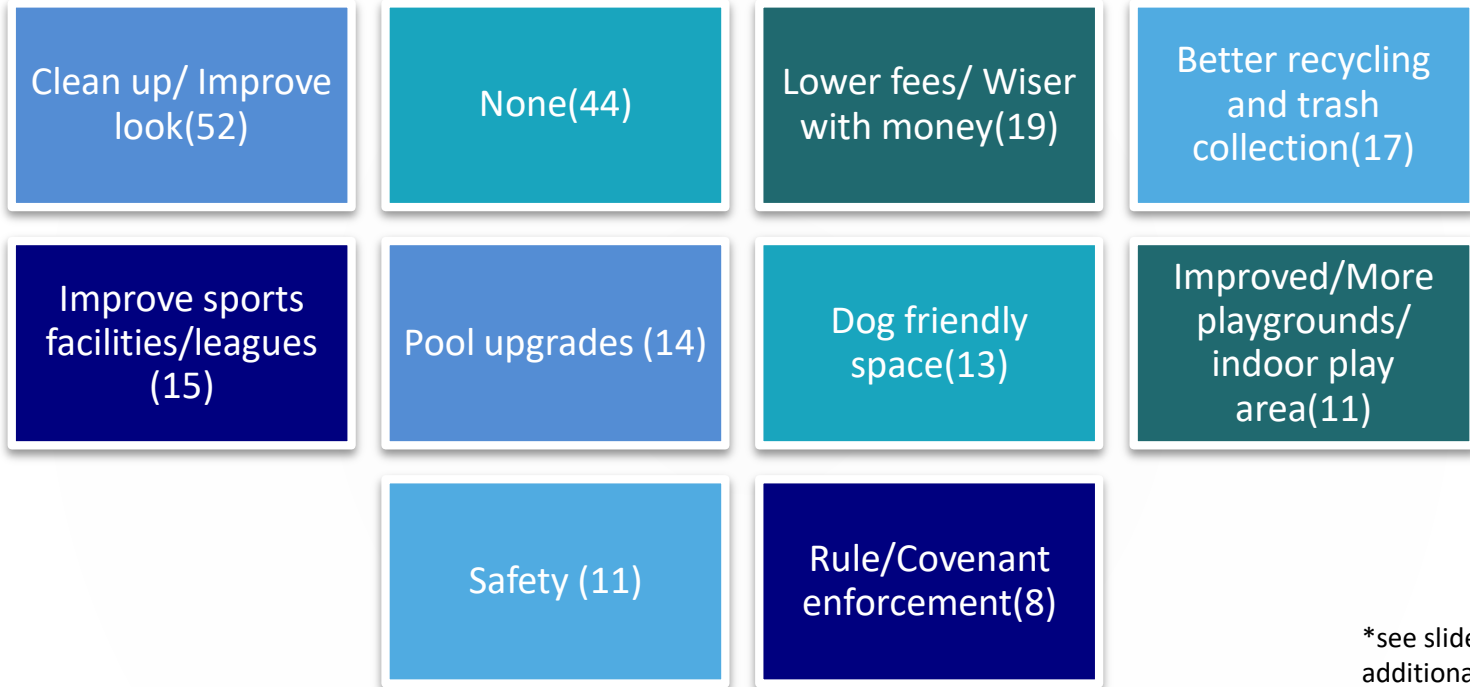 Clean up/ Improve
look(52)
None(44)
Lower fees/ Wiser
with money(19)
Better recycling
and trash
collection(17)
Improve sports
facilities/leagues
(15)
Pool upgrades (14)
Dog friendly
space(13)
Improved/More
playgrounds/
indoor play
area(11)
Safety (11)
Rule/Covenant
enforcement(8)
*see slide
additiona